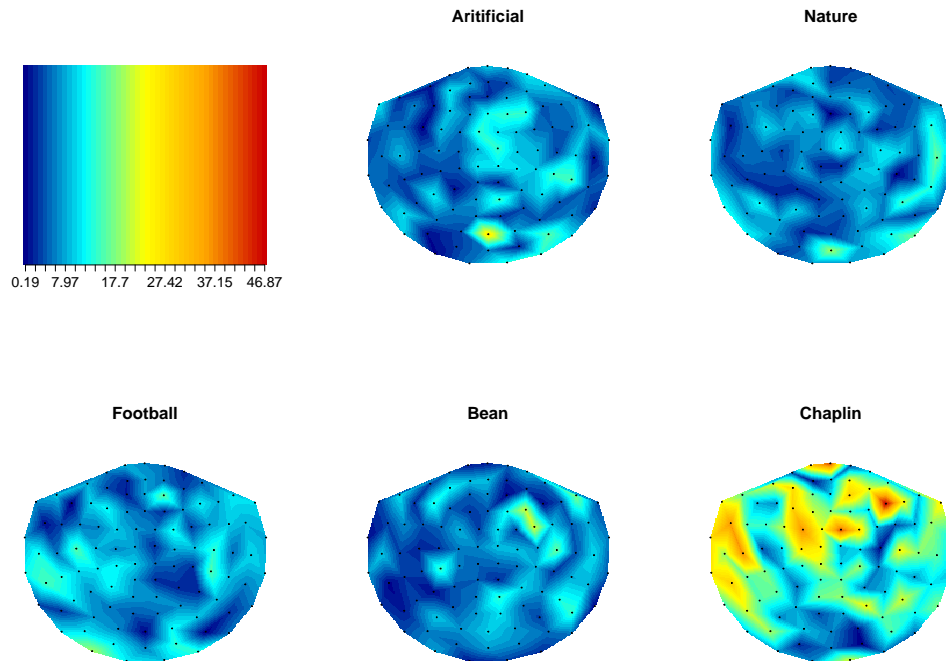 Aritificial
Nature
0.19 7.97 17.7 27.42 37.15 46.87
Football
Bean
Chaplin